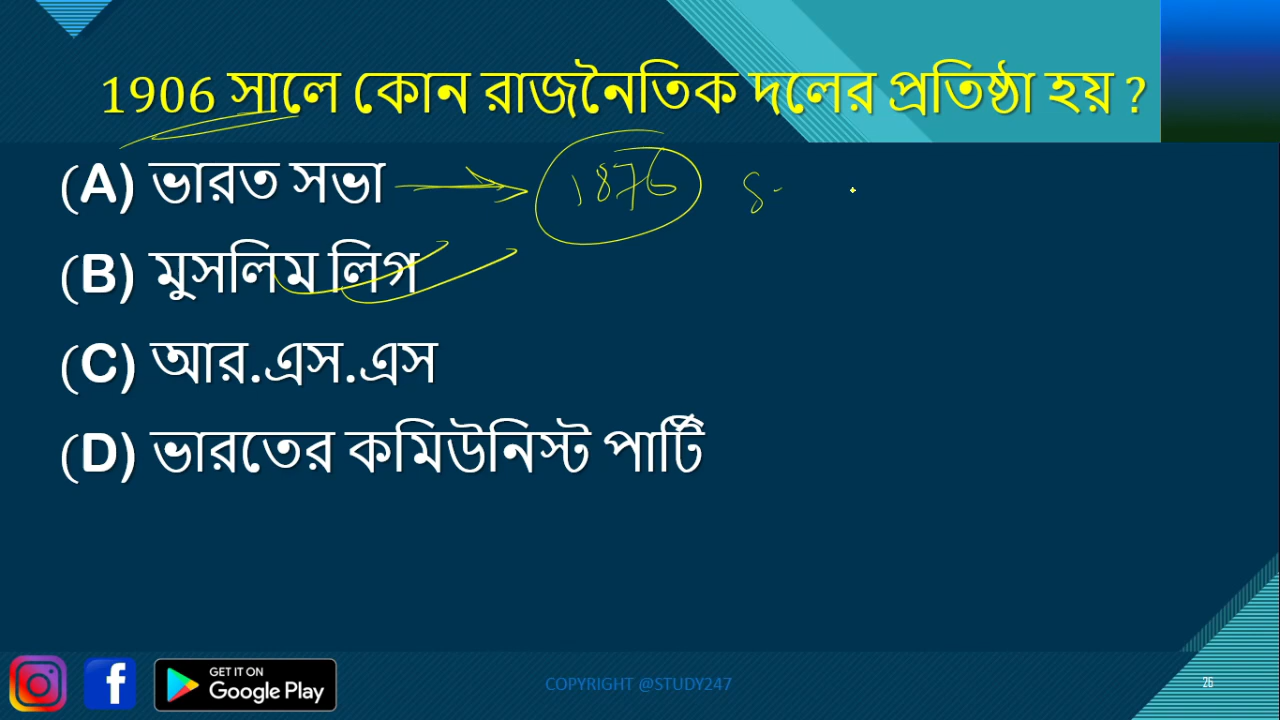 1906 সালে কোন রাজনৈতিক দলের প্রতিষ্ঠা হয় ?
(A) ভারত সভা
1876 S
(B) মুসলিম লিগ
(C) আর.এস.এস
(D) ভারতের কমিউনিস্ট পার্টি
GET IT ON
Google Play
COPYRIGHT @STUDY247
26